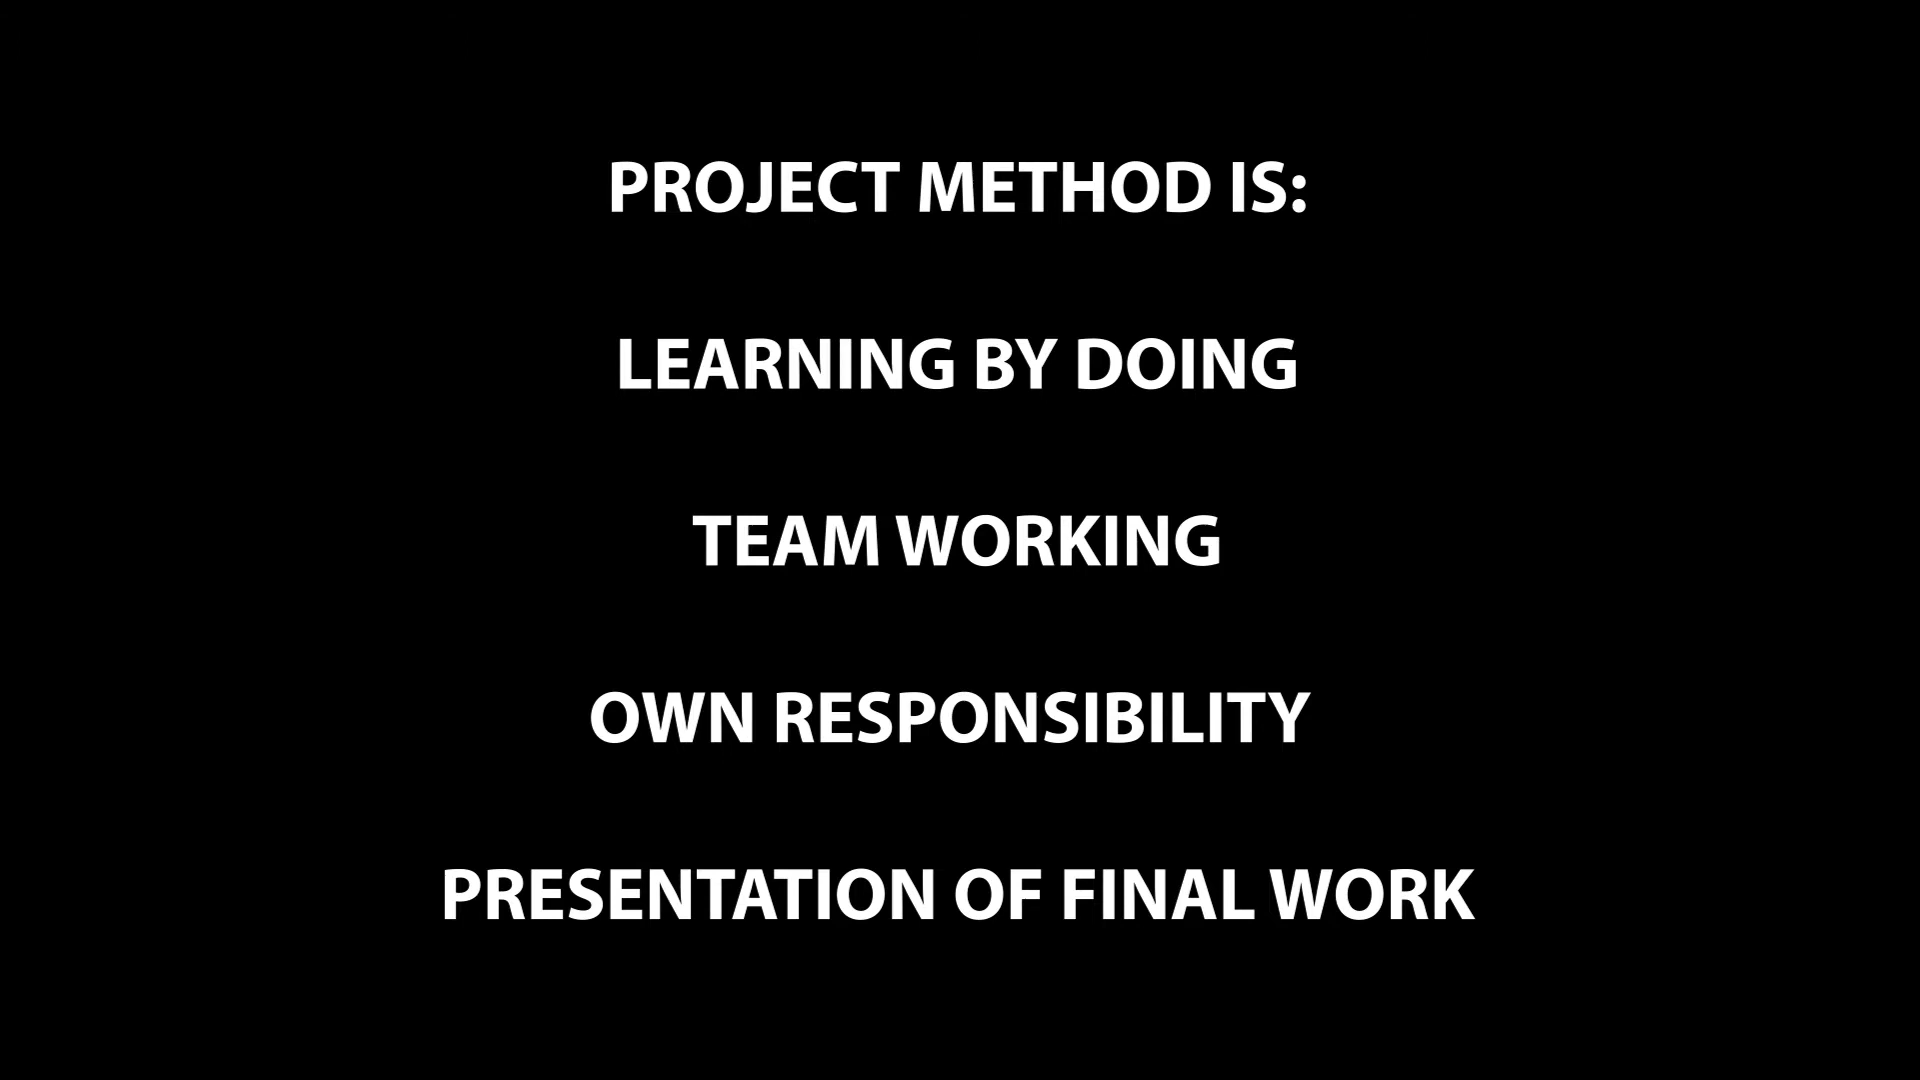 PROJECT METHOD IS:
LEARNING BY DOING
TEAM WORKING
OWN RESPONSIBILITY
PRESENTATION OF FINAL WORK